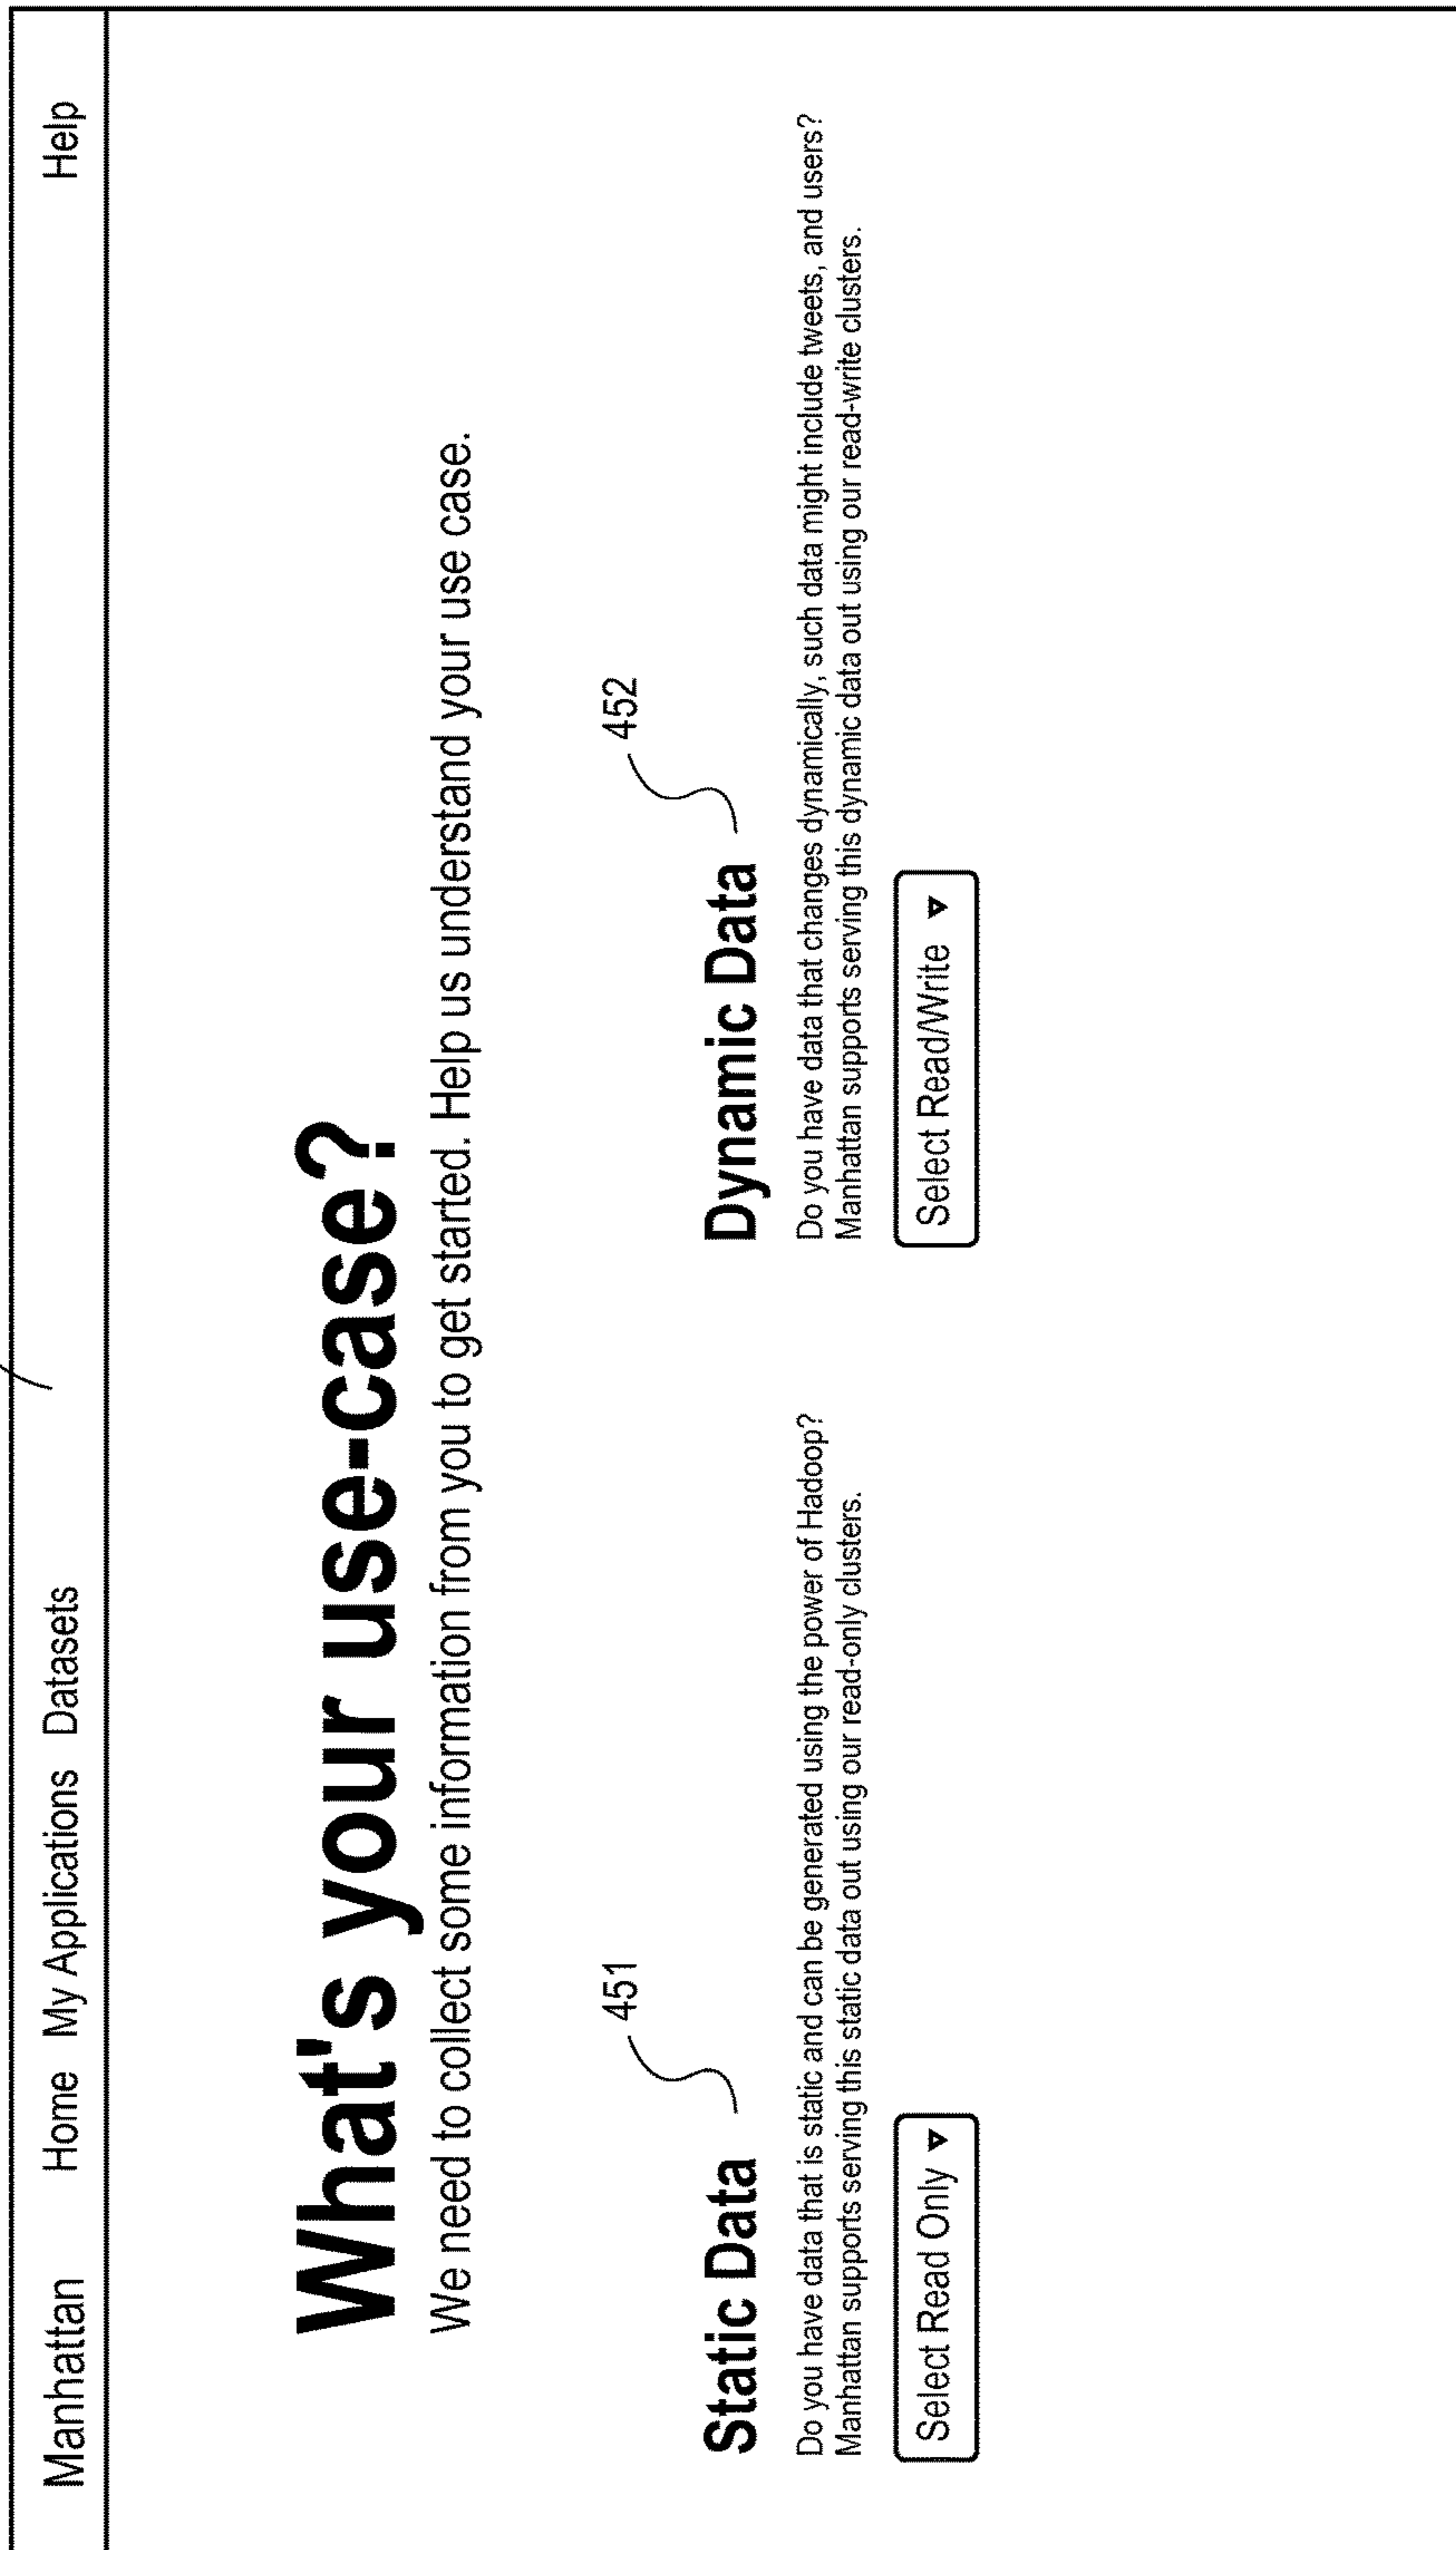 Manhattan Home My Applications Datasets Help
What's your use-case?
We need to collect some information from you to get started. Help us understand your use case.
451
Static Data
Do you have data that is static and can be generated using the power of Hadoop?
Manhattan supports serving this static data out using our read-only clusters.
Select Read Only
452
Dynamic Data
Do you have data that changes dynamically, such data might include tweets, and users?
Manhattan supports serving this dynamic data out using our read-write clusters.
Select Read/Write